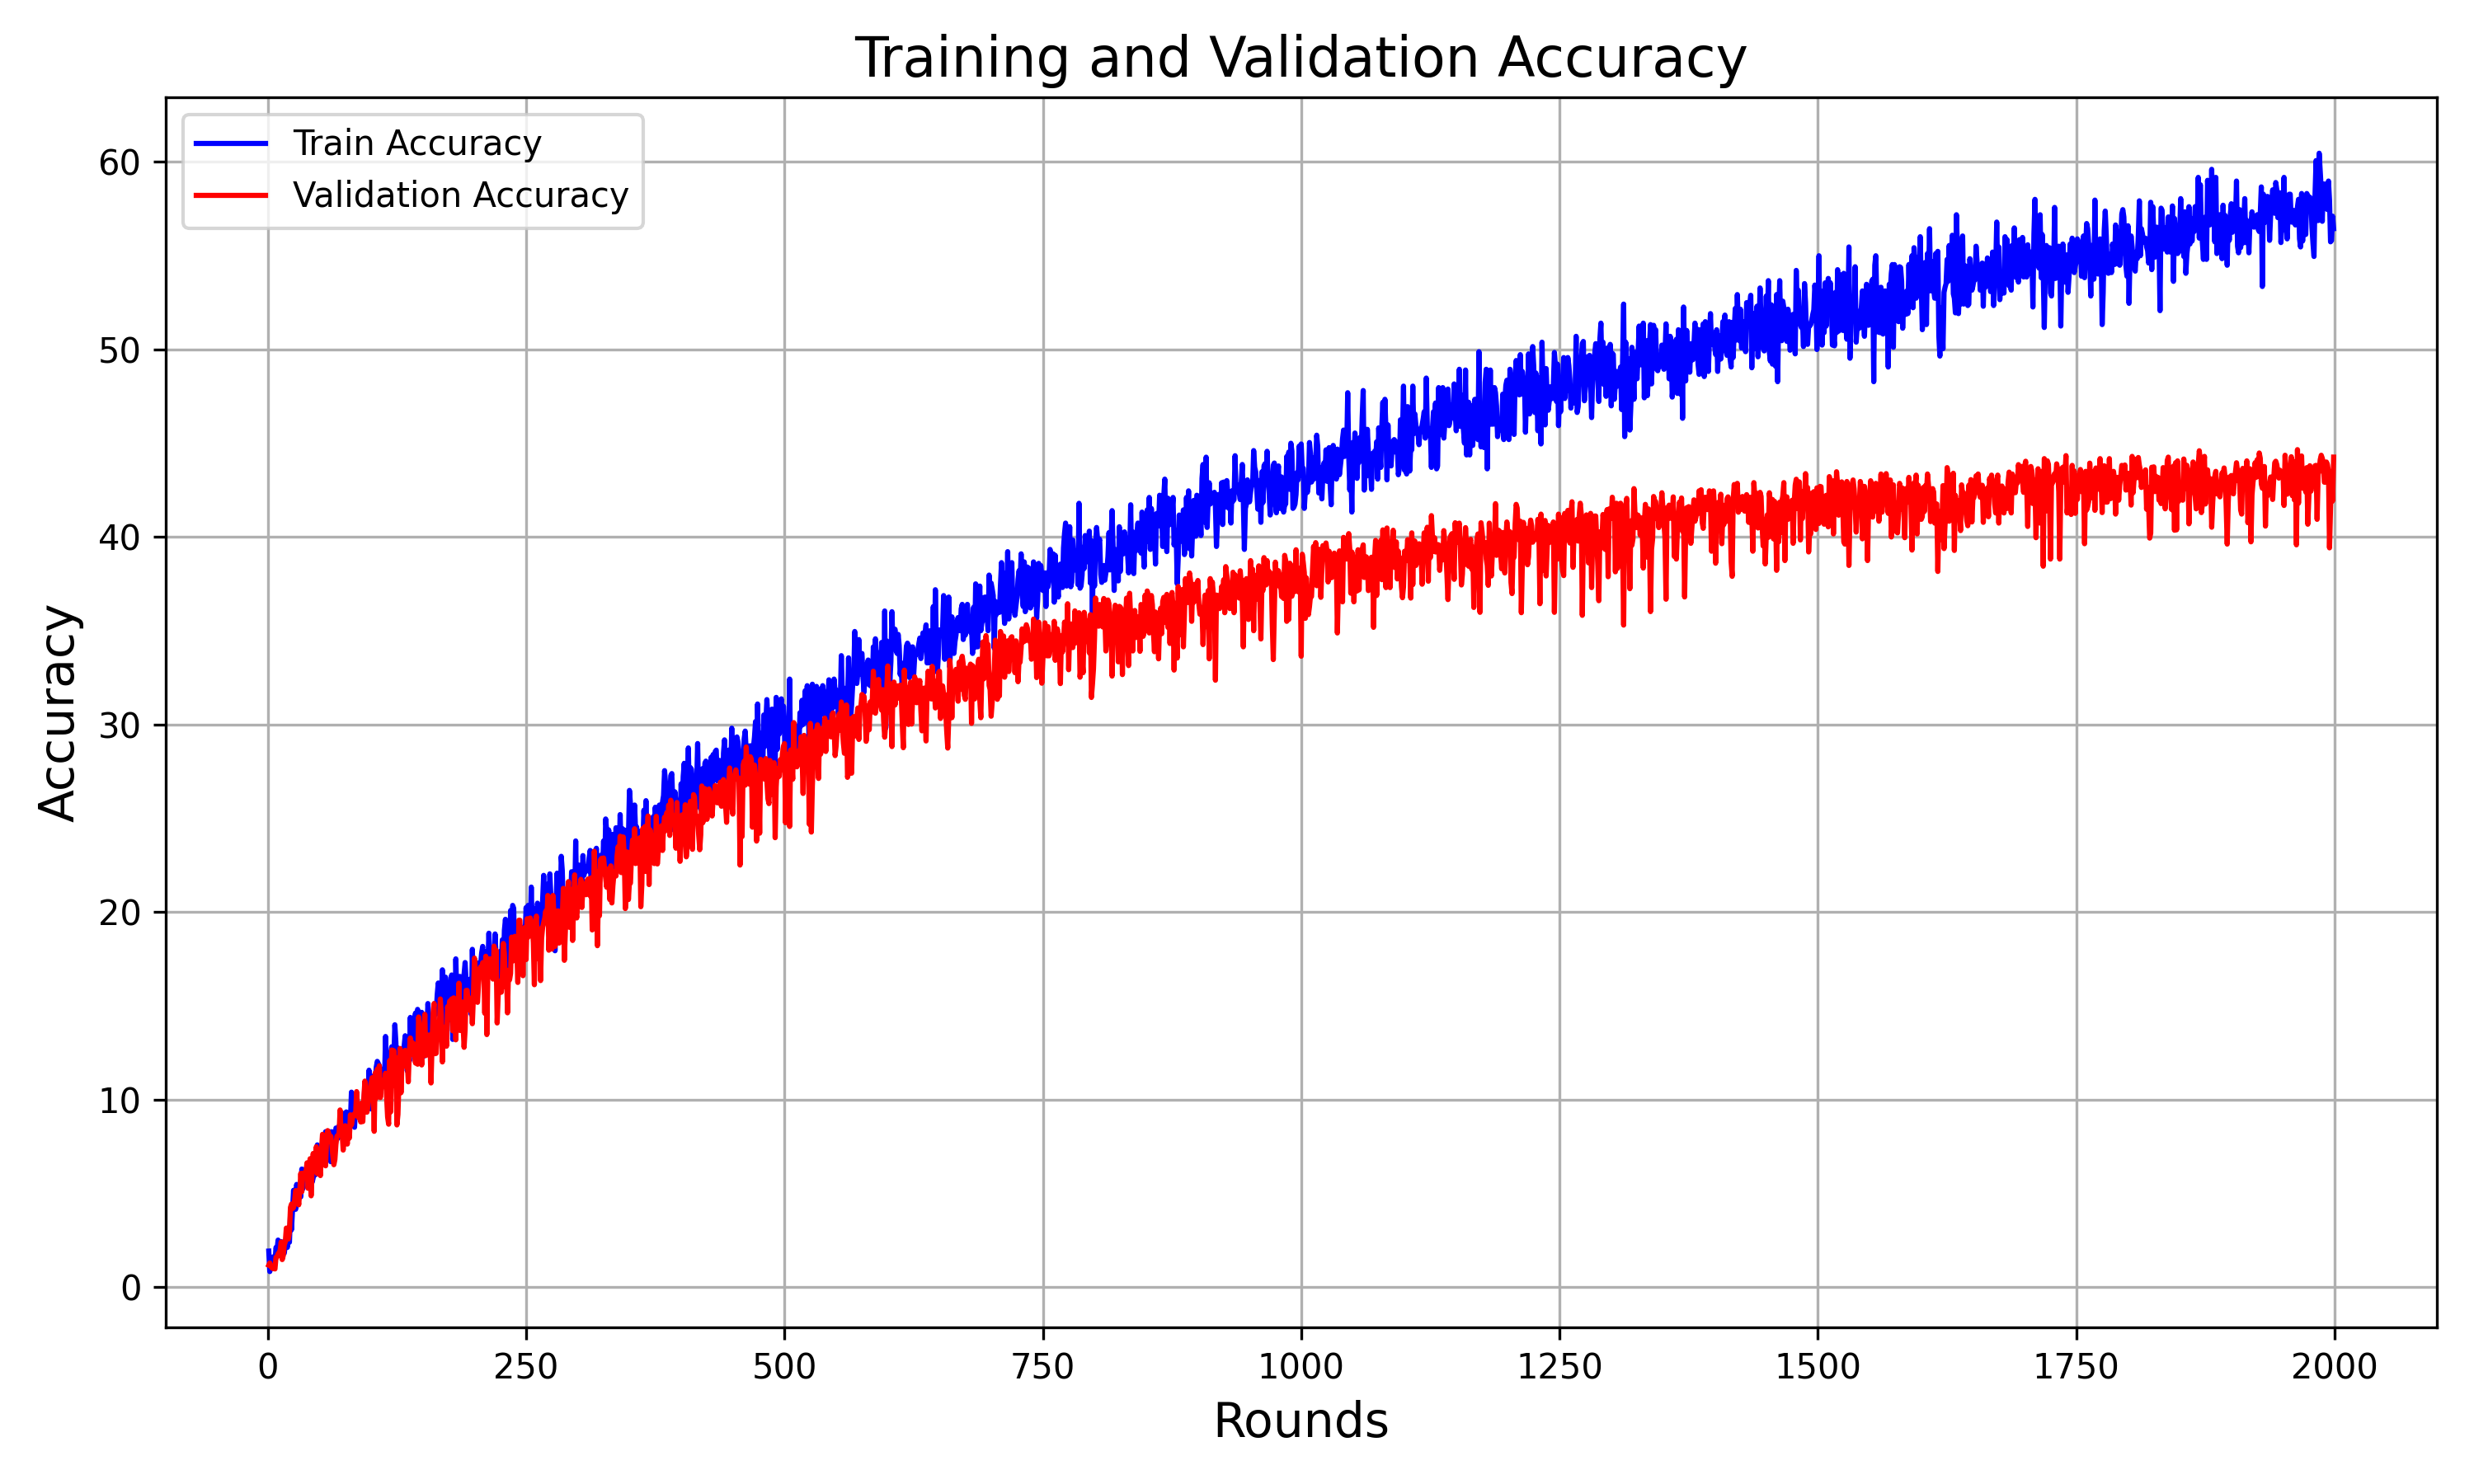 Training and Validation Accuracy
Train Accuracy
Validation Accuracy
60
50
40
30
20
10
0
Accuracy
0 250 500 750 1000 1250 1500 1750 2000
Rounds